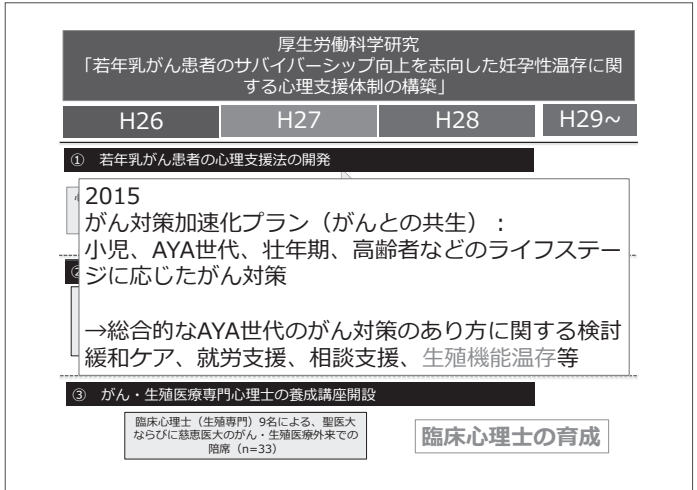 厚生労働科学研究
「若年乳がん患者のサバイバーシップ向上を志向した妊孕性温存に関
する心理支援体制の構築」
H26 H27 H28 H29~
① 若年乳がん患者の心理支援法の開発
2015
がん対策加速化プラン（がんとの共生）：
小児、AYA世代、壮年期、高齢者などのライフステー
ジに応じたがん対策
→総合的なAYA世代のがん対策のあり方に関する検討
緩和ケア、就労支援、相談支援、生殖機能温存等
③ がん・生殖医療専門心理士の養成講座開設
臨床心理士（生殖専門）9名による、聖医大
ならびに慈恵医大のがん・生殖医療外来での
陪席（n=33）
臨床心理士の育成